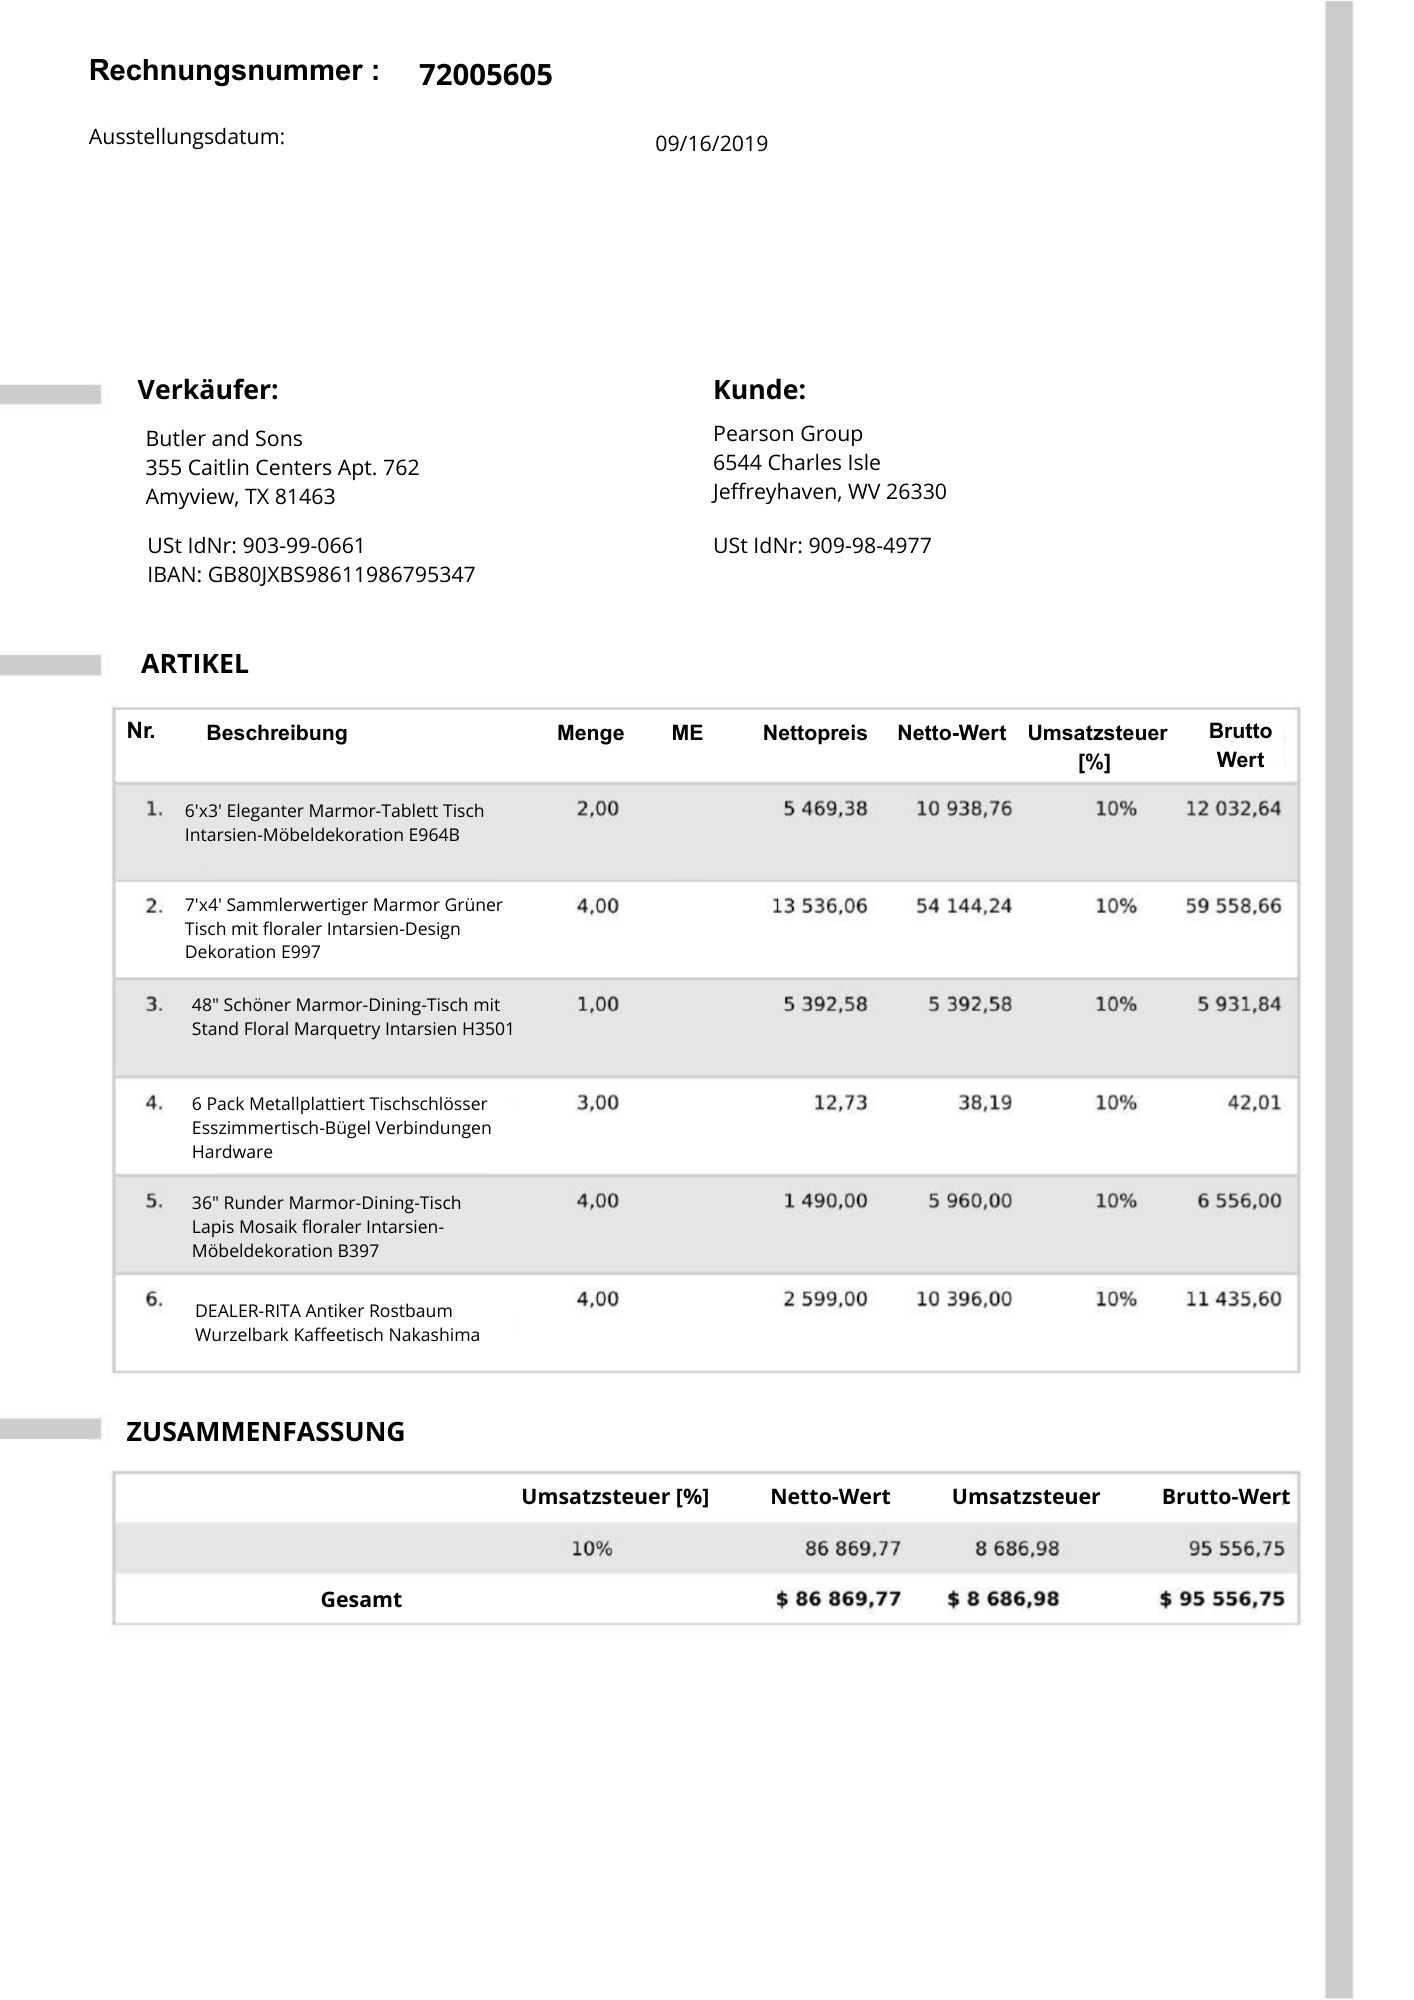 Rechnungsnummer : 72005605
Ausstellungsdatum: 09/16/2019
Verkäufer:
Butler and Sons
355 Caitlin Centers Apt. 762
Amyview, TX 81463
USt IdNr: 903-99-0661
IBAN: GB80JXBS98611986795347
Kunde:
Pearson Group
6544 Charles Isle
Jeffreyhaven, WV 26330
USt IdNr: 909-98-4977
ARTIKEL
Nr. Beschreibung Menge ME Nettopreis Netto-Wert Umsatzsteuer [%] Brutto Wert
1. 6'x3' Eleganter Marmor-Tablett Tisch 2,00 5 469,38 10 938,76 10% 12 032,64
Intarsien-Möbeldekoration E964B
2. 7'x4' Sammlerwertiger Marmor Grüner 4,00 13 536,06 54 144,24 10% 59 558,66
Tisch mit floraler Intarsien-Design
Dekoration E997
3. 48" Schöner Marmor-Dining-Tisch mit 1,00 5 392,58 5 392,58 10% 5 931,84
Stand Floral Marquetry Intarsien H3501
4. 6 Pack Metallplattiert Tischschlösser 3,00 12,73 38,19 10% 42,01
Esszimmertisch-Bügel Verbindungen
Hardware
5. 36" Runder Marmor-Dining-Tisch 4,00 1 490,00 5 960,00 10% 6 556,00
Lapis Mosaik floraler Intarsien-
Möbeldekoration B397
6. DEALER-RITA Antiker Rostbaum 4,00 2 599,00 10 396,00 10% 11 435,60
Wurzelbark Kaffeetisch Nakashima
ZUSAMMENFASSUNG
Umsatzsteuer [%] Netto-Wert Umsatzsteuer Brutto-Wert
10% 86 869,77 8 686,98 95 556,75
Gesamt $ 86 869,77 $ 8 686,98 $ 95 556,75